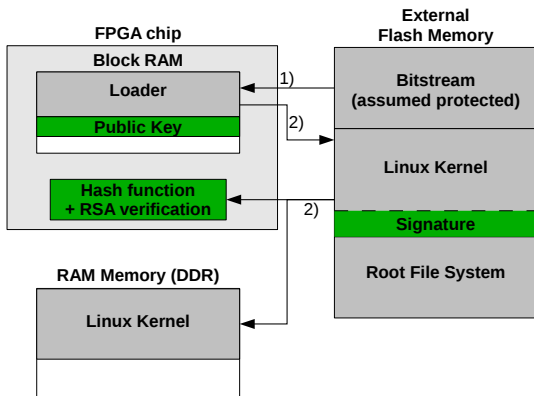 FPGA chip
Block RAM
Loader
Public Key
Hash function
+ RSA verification
1)
2)
2)
External
Flash Memory
Bitstream
(assumed protected)
Linux Kernel
Signature
Root File System
RAM Memory (DDR)
Linux Kernel